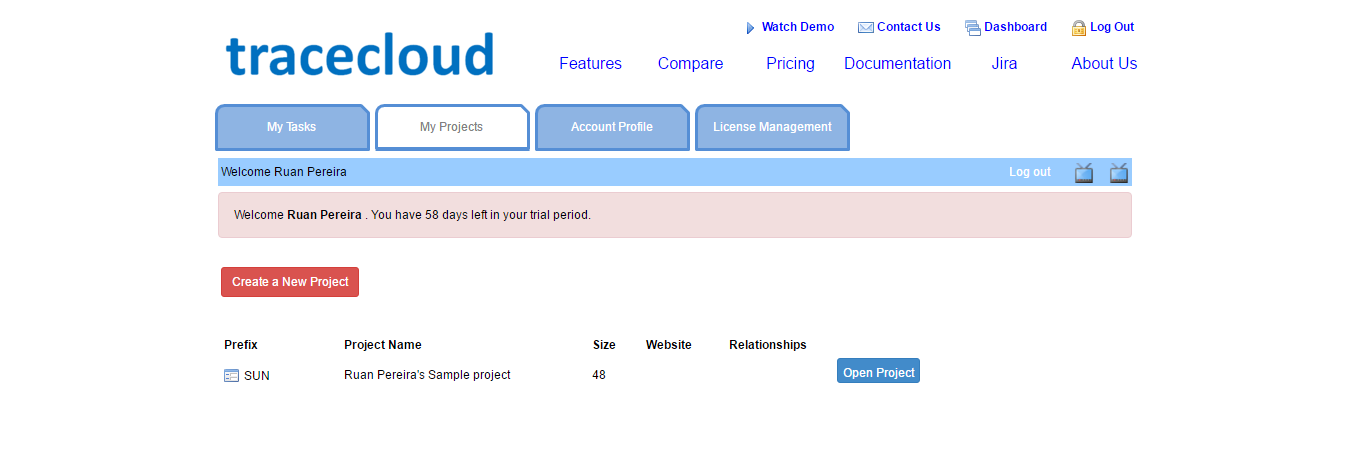 Watch Demo Contact Us Dashboard Log Out
tracecloud
Features Compare Pricing Documentation Jira About Us
My Tasks My Projects Account Profile License Management
Welcome Ruan Pereira Log out
Welcome Ruan Pereira . You have 58 days left in your trial period.
Create a New Project
Prefix Project Name Size Website Relationships
SUN Ruan Pereira's Sample project 48 Open Project